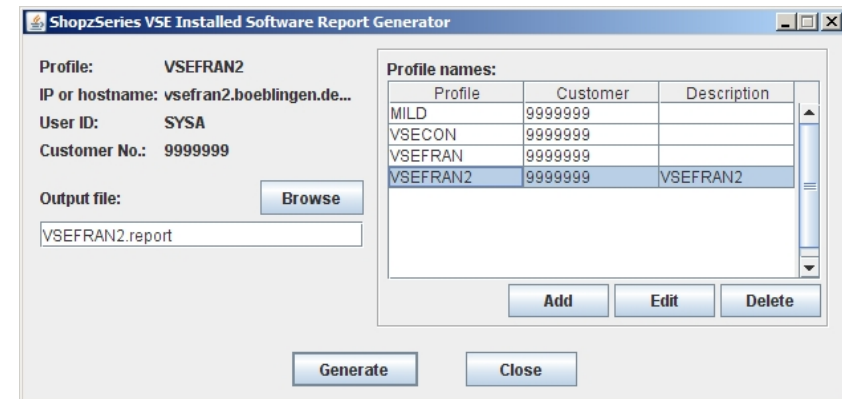 ShopzSeries VSE Installed Software Report Generator
Profile: VSEFRAN2
IP or hostname: vsefran2.boeblingen.de...
User ID: SYSA
Customer No.: 9999999
Output file: Browse
VSEFRAN2.report
Profile names:
Profile Customer Description
MILD 9999999
VSECON 9999999
VSEFRAN 9999999
VSEFRAN2 9999999 VSEFRAN2
Add Edit Delete
Generate Close